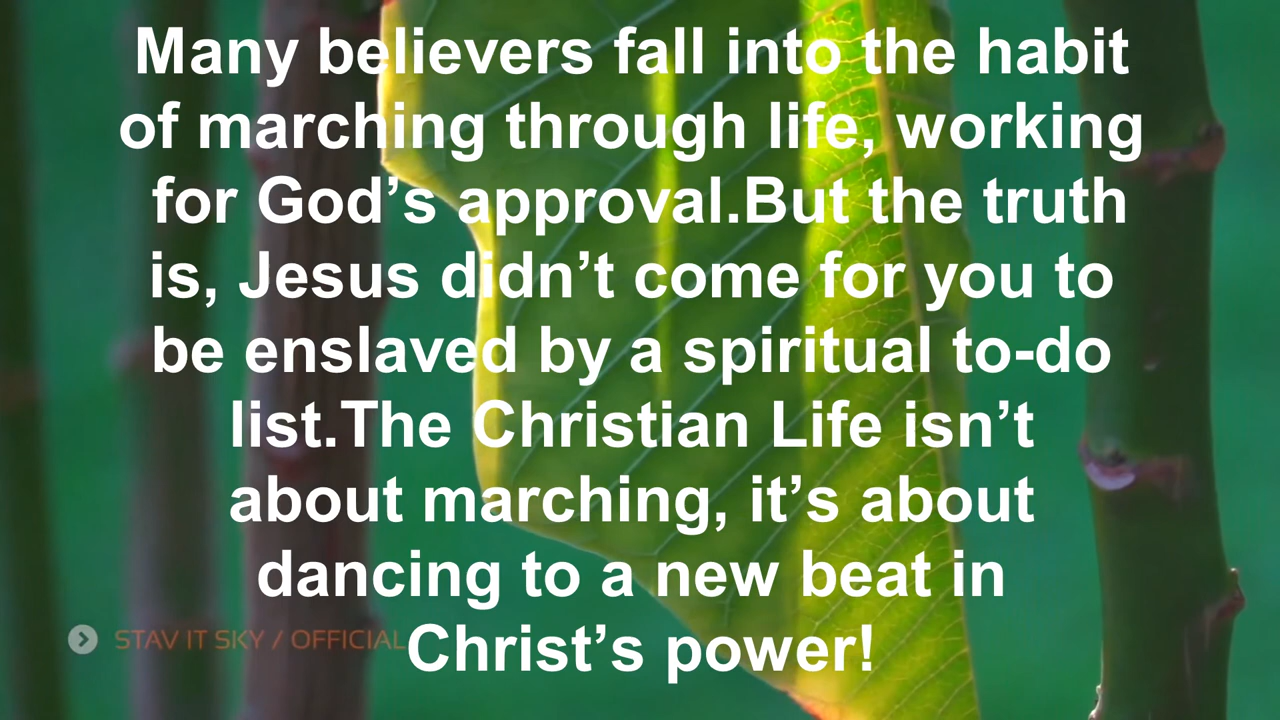 Many believers fall into the habit
of marching through life, working
for God’s approval.But the truth
is, Jesus didn’t come for you to
be enslaved by a spiritual to-do
list.The Christian Life isn’t
about marching, it’s about
dancing to a new beat in
Christ’s power!
STAV IT SKY / OFFICIAL